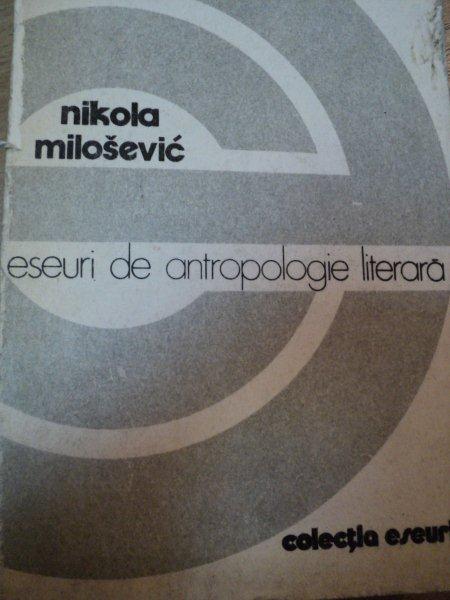 nikola
milošević
eseuri de antropologie literară
colecția eseuri